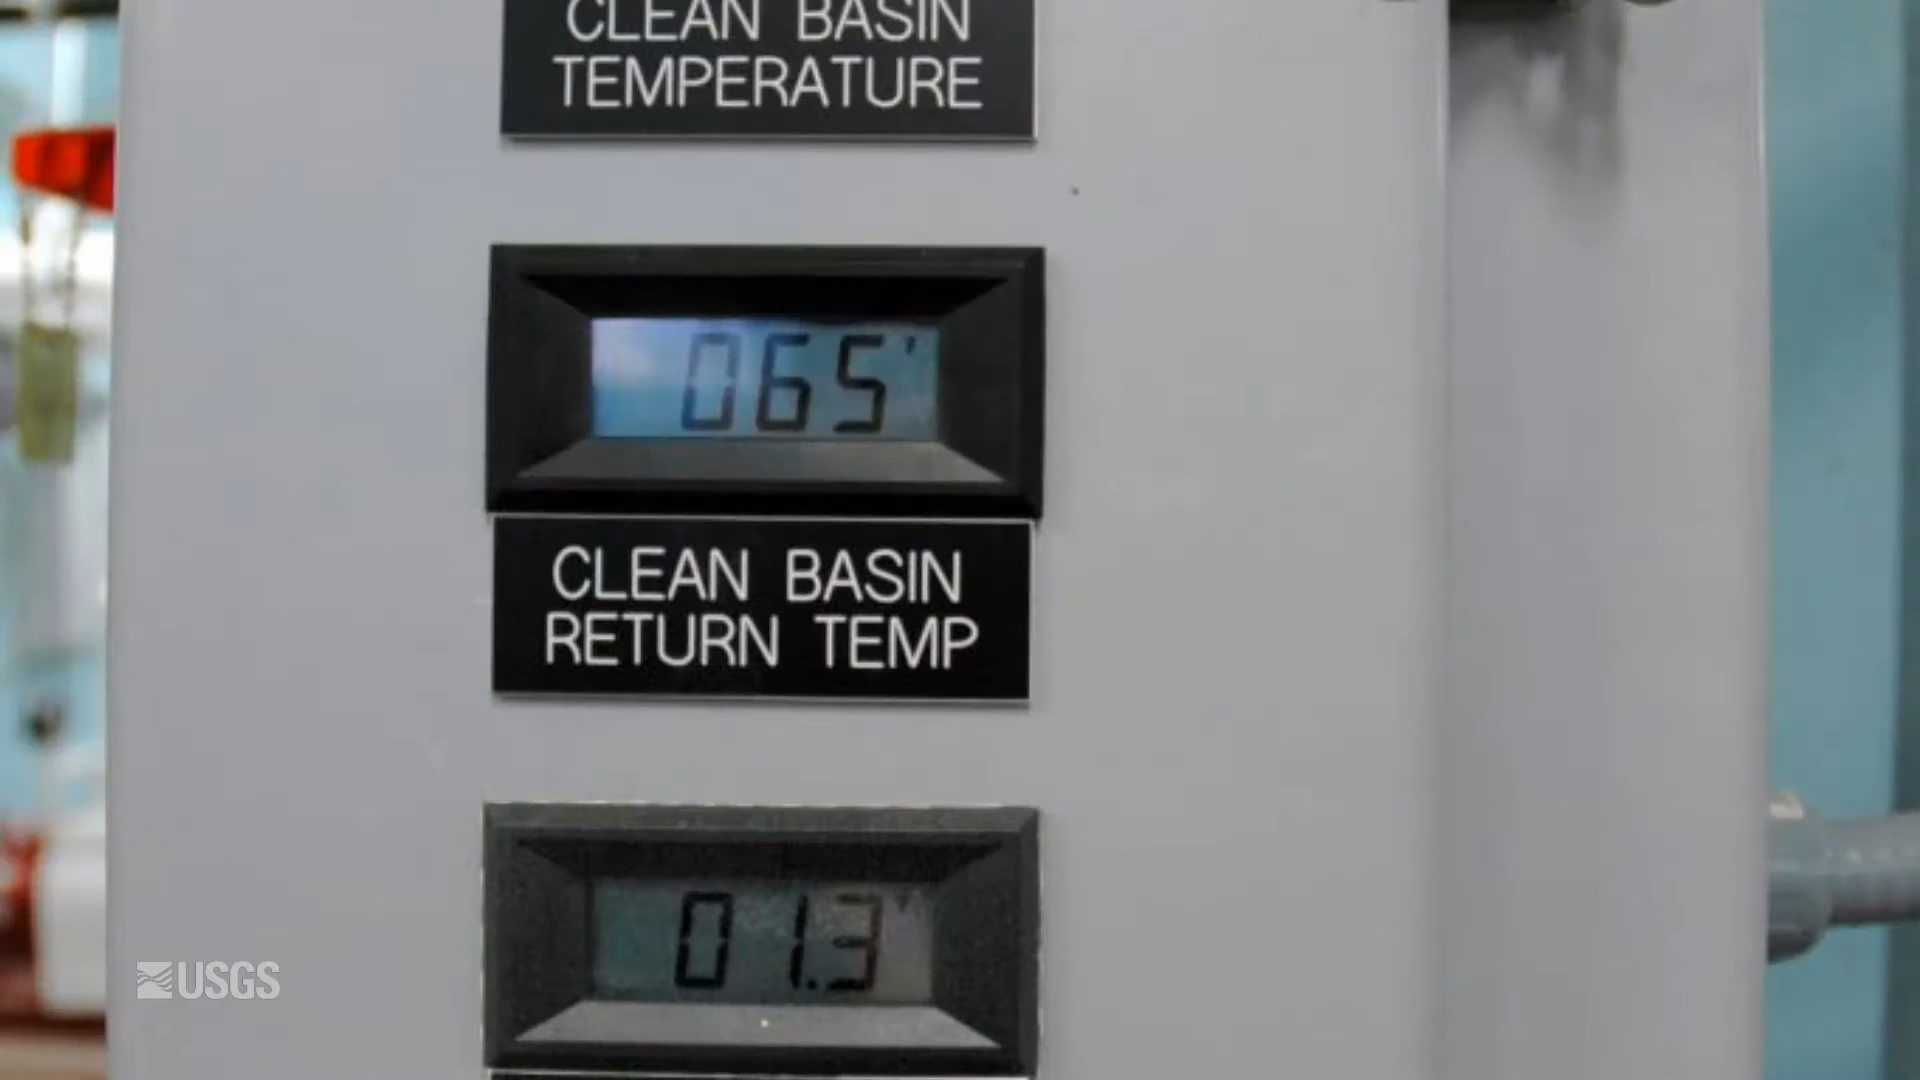 CLEAN BASIN
TEMPERATURE
065'
CLEAN BASIN
RETURN TEMP
01.3'
USGS